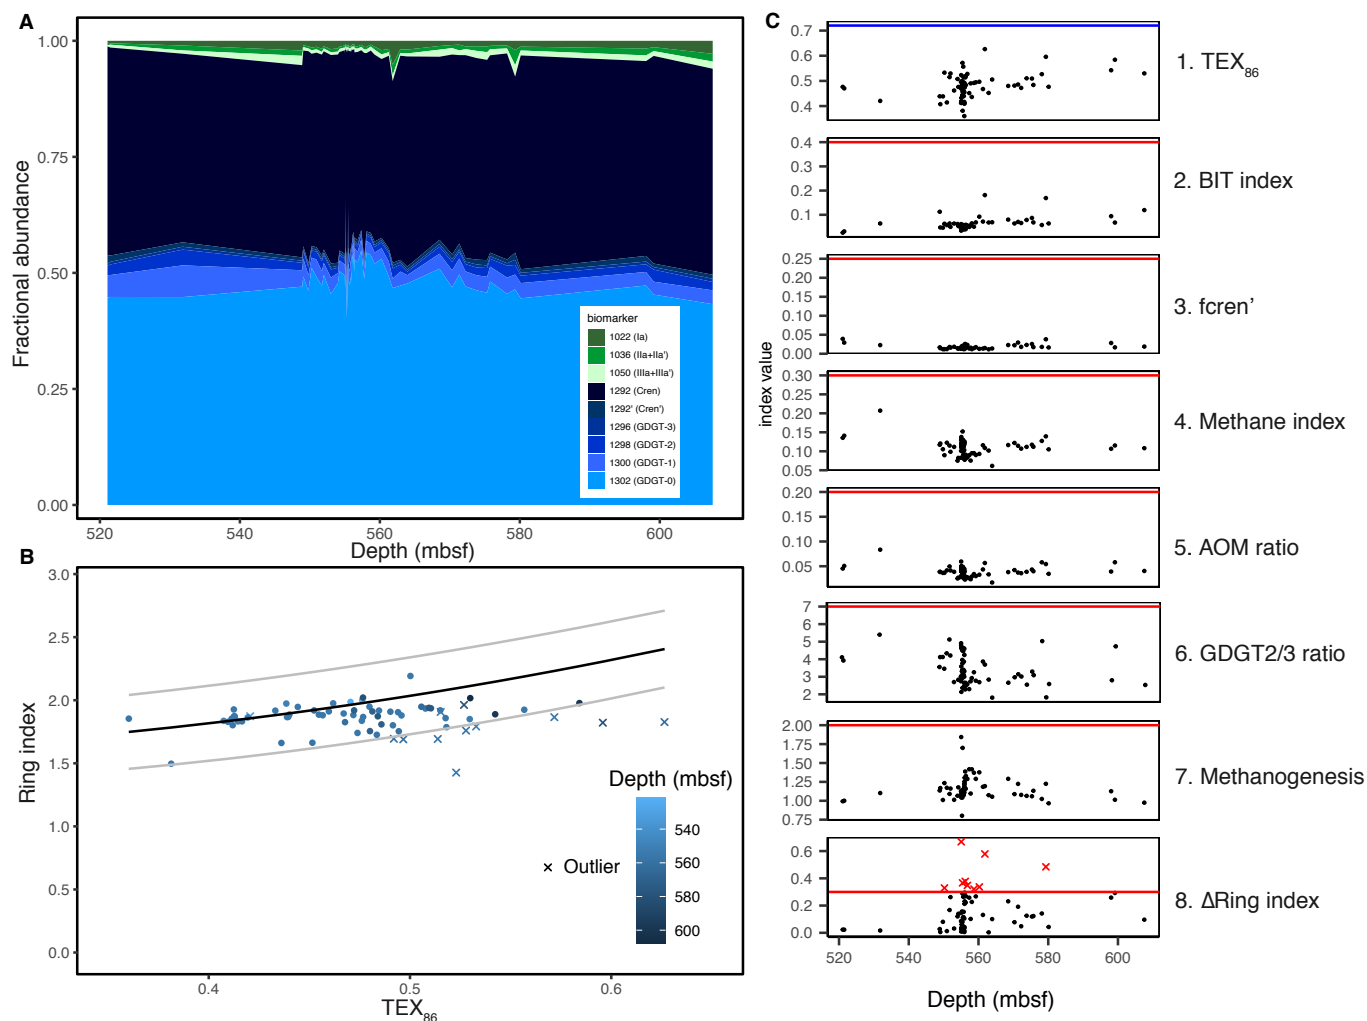 A
Fractional abundance
1.00
0.75
0.50
0.25
0.00
biomarker
1022 (Ia)
1036 (IIa+IIa')
1050 (IIIa+IIIa')
1292 (Cren)
1292' (Cren')
1296 (GDGT-3)
1298 (GDGT-2)
1300 (GDGT-1)
1302 (GDGT-0)
520 540 560 580 600
Depth (mbsf)
B
Ring index
3.0
2.5
2.0
1.5
1.0
0.5
0.0
Depth (mbsf)
540
560
580
600
× Outlier
0.4 0.5 0.6
TEX86
C
index value
0.7
0.6
0.5
0.4
1. TEX86
0.4
0.3
0.2
0.1
2. BIT index
0.25
0.20
0.15
0.10
0.05
0.00
3. fcren’
0.30
0.25
0.20
0.15
0.10
0.05
4. Methane index
0.20
0.15
0.10
0.05
5. AOM ratio
7
6
5
4
3
2
6. GDGT2/3 ratio
2.00
1.75
1.50
1.25
1.00
0.75
7. Methanogenesis
0.6
0.4
0.2
0.0
8. ΔRing index
520 540 560 580 600
Depth (mbsf)